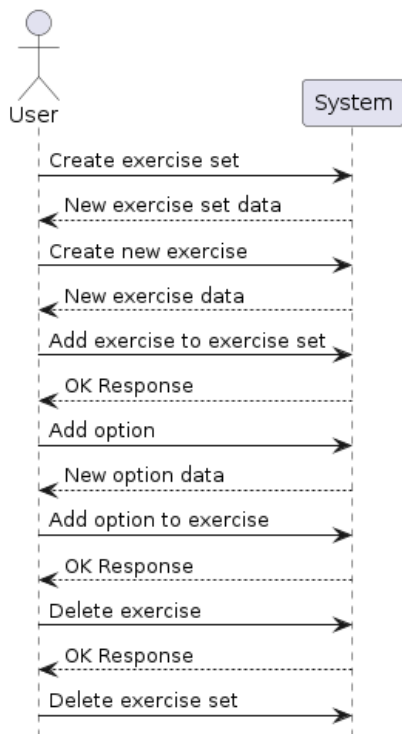 User
System
Create exercise set
New exercise set data
Create new exercise
New exercise data
Add exercise to exercise set
OK Response
Add option
New option data
Add option to exercise
OK Response
Delete exercise
OK Response
Delete exercise set